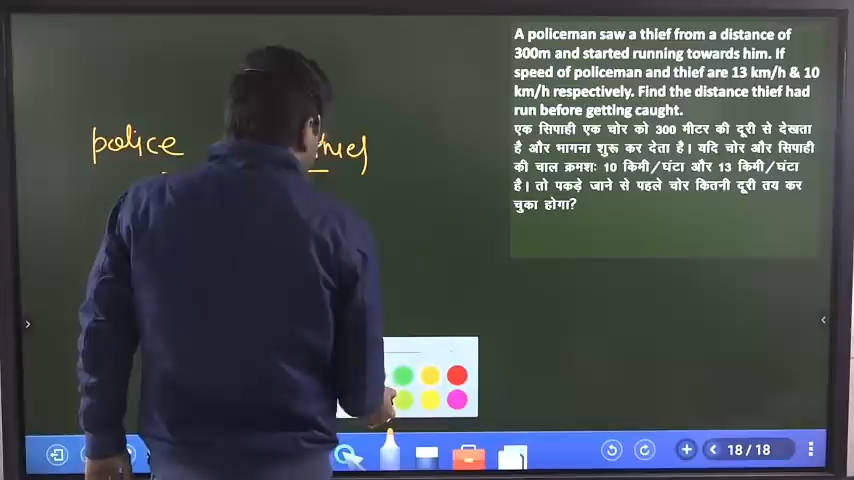 A policeman saw a thief from a distance of
300m and started running towards him. If
speed of policeman and thief are 13 km/h & 10
km/h respectively. Find the distance thief had
run before getting caught.
एक सिपाही एक चोर को 300 मीटर की दूरी से देखता
है और भागना शुरू कर देता है। यदि चोर और सिपाही
की चाल क्रमशः 10 किमी/घंटा और 13 किमी/घंटा
है। तो पकड़े जाने से पहले चोर कितनी दूरी तय कर
चुका होगा?
police
18 / 18